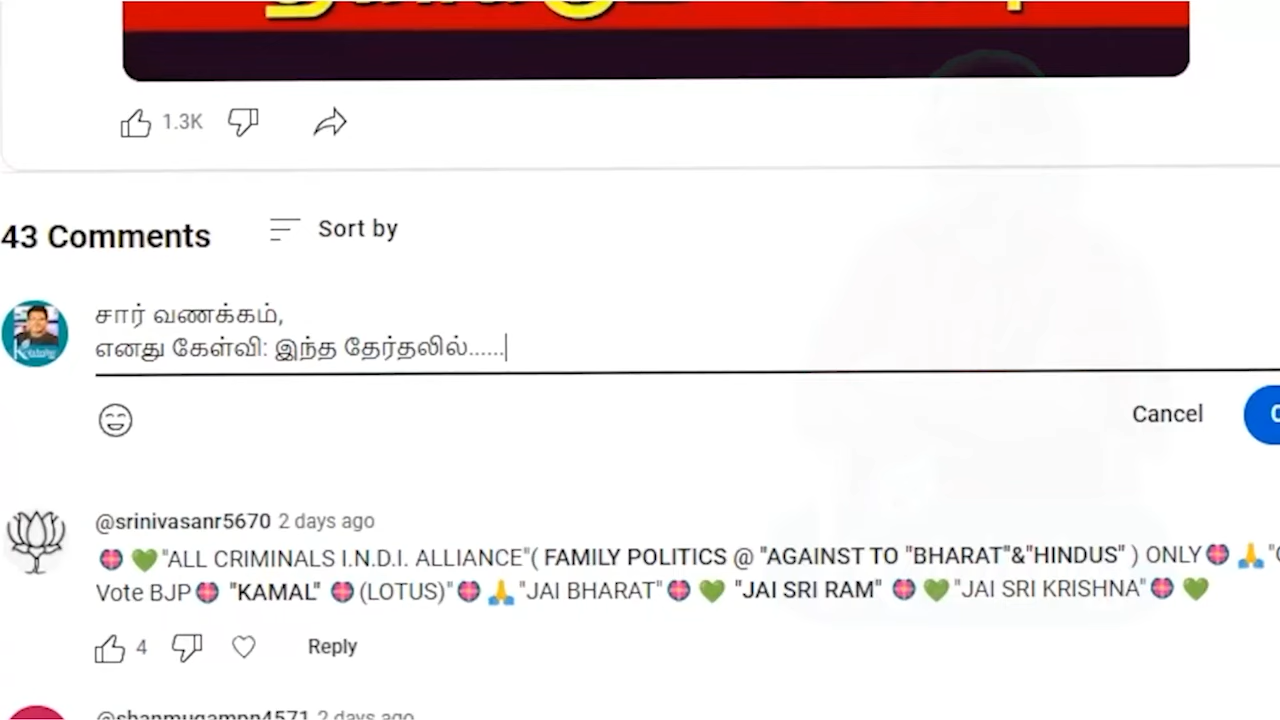 1.3K
43 Comments Sort by
சார் வணக்கம்,
எனது கேள்வி: இந்த தேர்தலில்......
Cancel
@srinivasanr5670 2 days ago
"ALL CRIMINALS I.N.D.I. ALLIANCE"( FAMILY POLITICS @ "AGAINST TO "BHARAT"&"HINDUS" ) ONLY🙏"
Vote BJP "KAMAL" (LOTUS)"🙏"JAI BHARAT" 💚 "JAI SRI RAM" 💚"JAI SRI KRISHNA" 💚
4 Reply
@shanmugampn4571 2 days ago